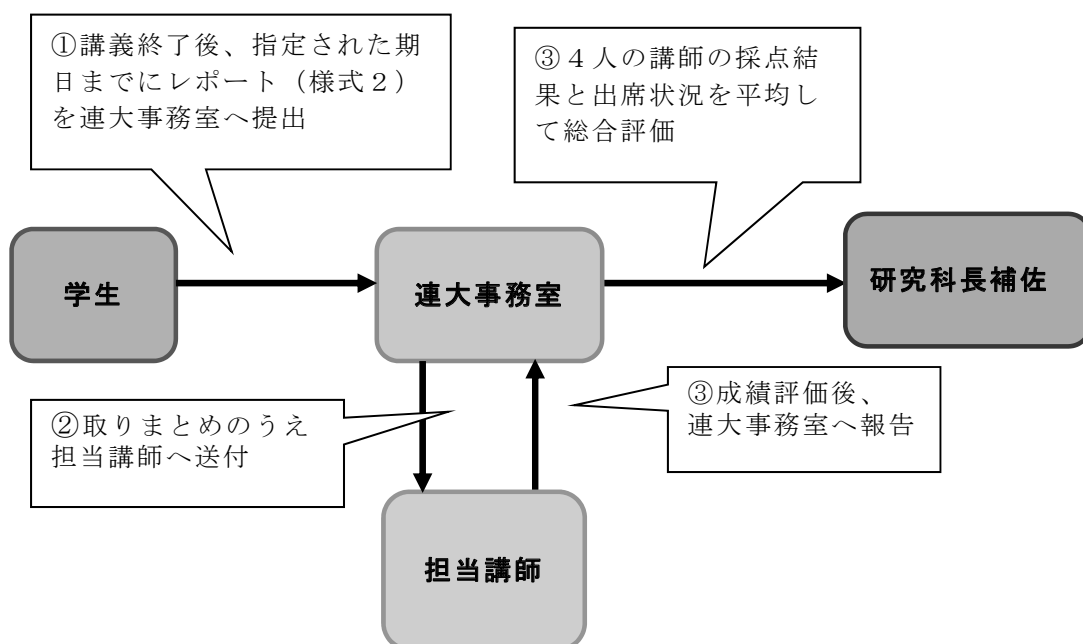 ①講義終了後、指定された期
日までにレポート（様式２）
を連大事務室へ提出
③４人の講師の採点結
果と出席状況を平均し
て総合評価
学生
連大事務室
研究科長補佐
②取りまとめのうえ
担当講師へ送付
③成績評価後、
連大事務室へ報告
担当講師